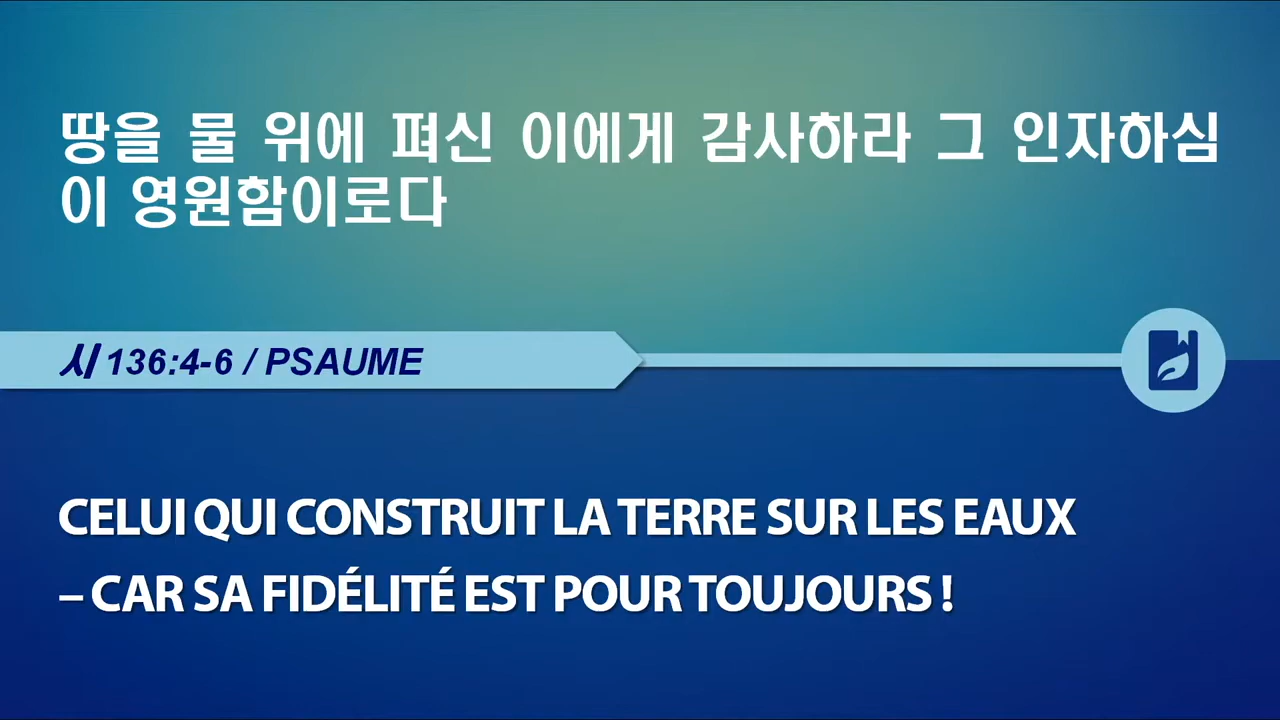 땅을 물 위에 펴신 이에게 감사하라 그 인자하심
이 영원함이로다
시 136:4-6 / PSAUME
CELUI QUI CONSTRUIT LA TERRE SUR LES EAUX
– CAR SA FIDÉLITÉ EST POUR TOUJOURS !